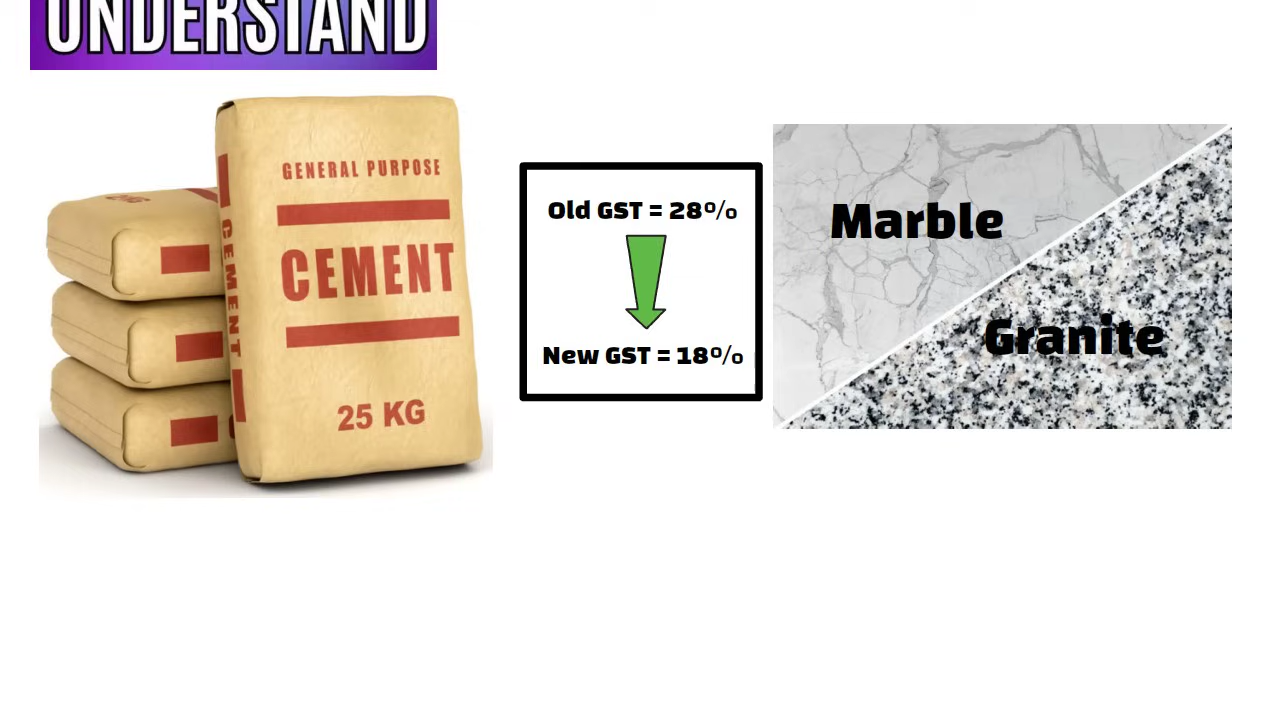 UNDERSTAND
GENERAL PURPOSE
CEMENT
25 KG
CEMENT
Old GST = 28%
New GST = 18%
Marble
Granite